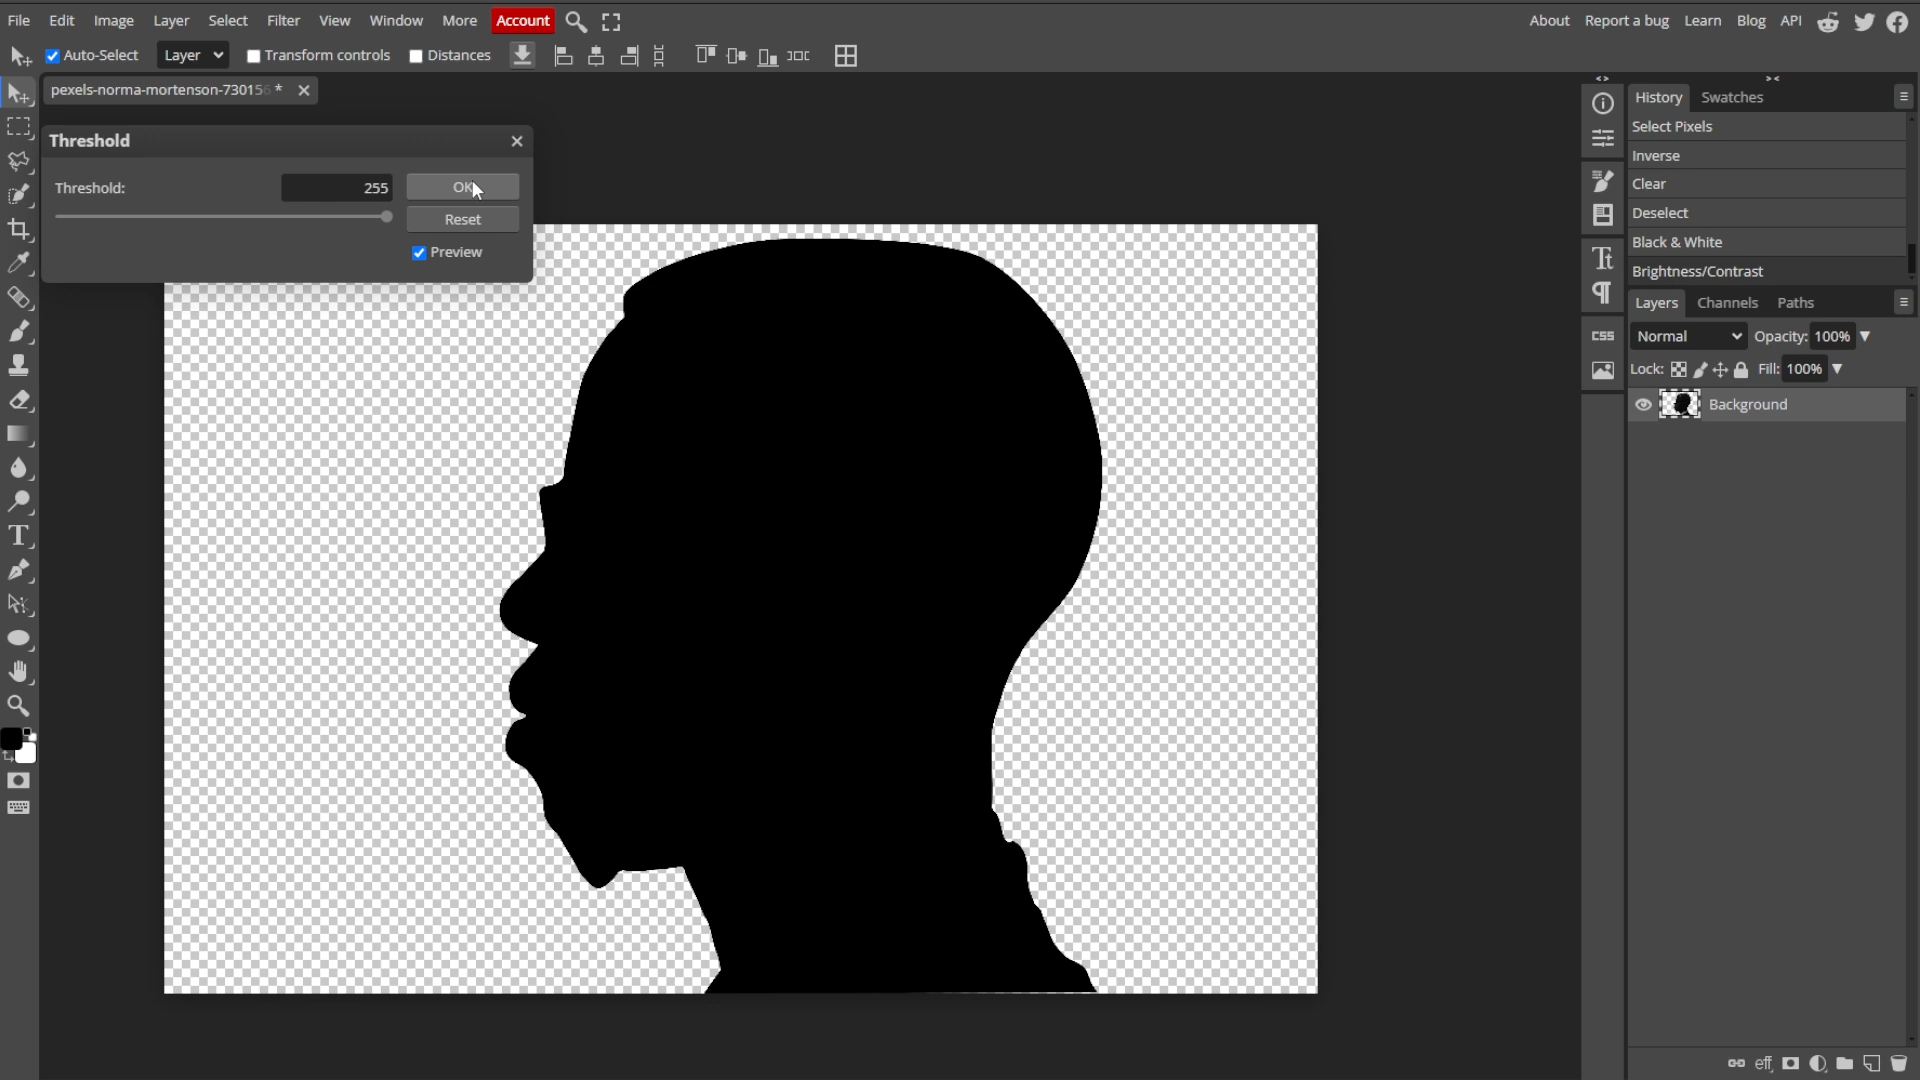 File Edit Image Layer Select Filter View Window More Account About Report a bug Learn Blog API
Auto-Select Layer Transform controls Distances
pexels-norma-mortenson-730156 *
History Swatches
Select Pixels
Inverse
Clear
Deselect
Black & White
Brightness/Contrast
Threshold
Threshold: 255 OK
Reset
Preview
Layers Channels Paths
Normal Opacity: 100%
Lock: Fill: 100%
Background
CSS
eff